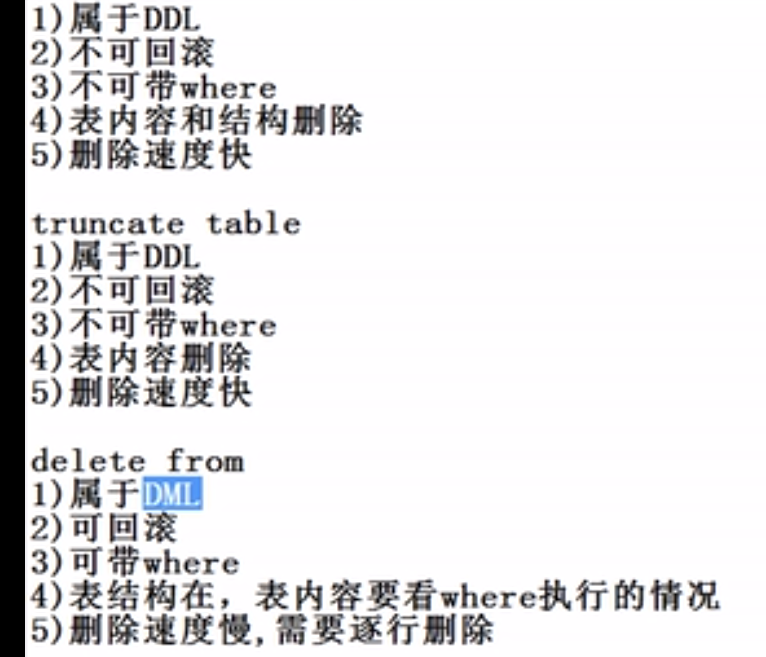 1)属于DDL
2)不可回滚
3)不可带where
4)表内容和结构删除
5)删除速度快
truncate table
1)属于DDL
2)不可回滚
3)不可带where
4)表内容删除
5)删除速度快
delete from
1)属于DML
2)可回滚
3)可带where
4)表结构在，表内容要看where执行的情况
5)删除速度慢,需要逐行删除